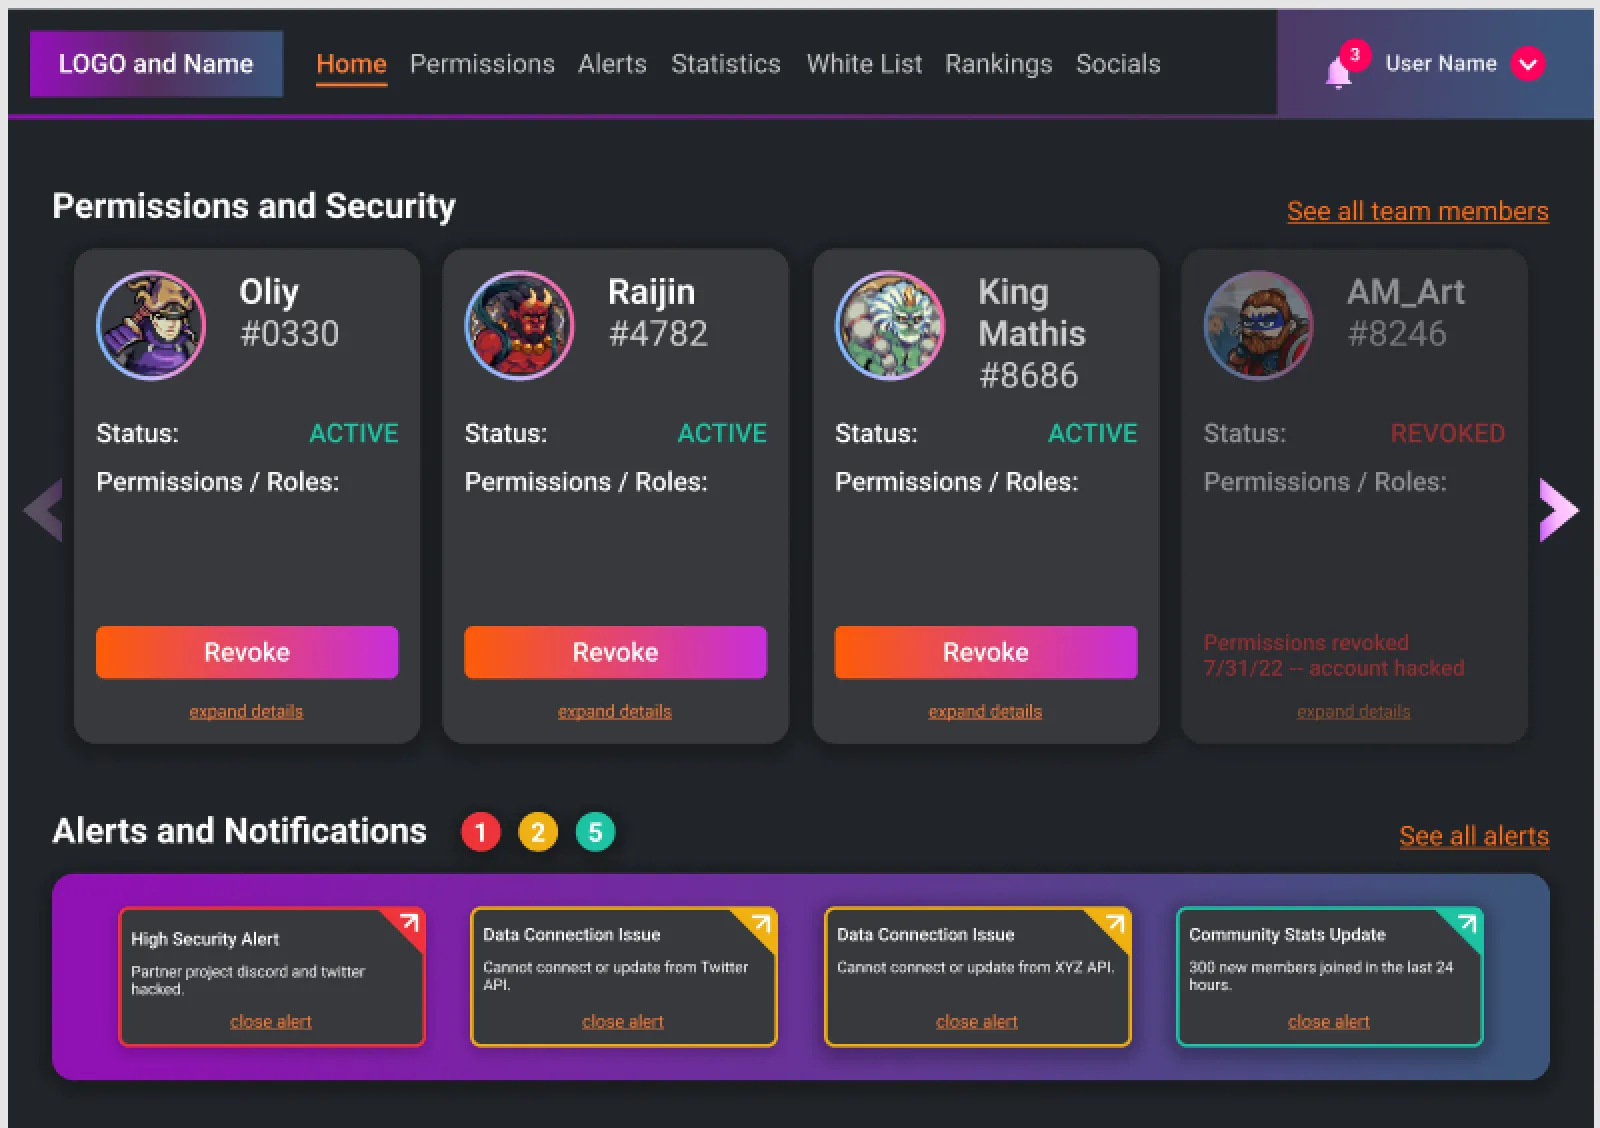 LOGO and Name
Home Permissions Alerts Statistics White List Rankings Socials
3
User Name
Permissions and Security
See all team members
Oliy
#0330
Status: ACTIVE
Permissions / Roles:
Revoke
expand details
Raijin
#4782
Status: ACTIVE
Permissions / Roles:
Revoke
expand details
King
Mathis
#8686
Status: ACTIVE
Permissions / Roles:
Revoke
expand details
AM_Art
#8246
Status: REVOKED
Permissions / Roles:
Permissions revoked
7/31/22 -- account hacked
expand details
Alerts and Notifications 1 2 5
See all alerts
High Security Alert
Partner project discord and twitter
hacked.
close alert
Data Connection Issue
Cannot connect or update from Twitter
API.
close alert
Data Connection Issue
Cannot connect or update from XYZ API.
close alert
Community Stats Update
300 new members joined in the last 24
hours.
close alert